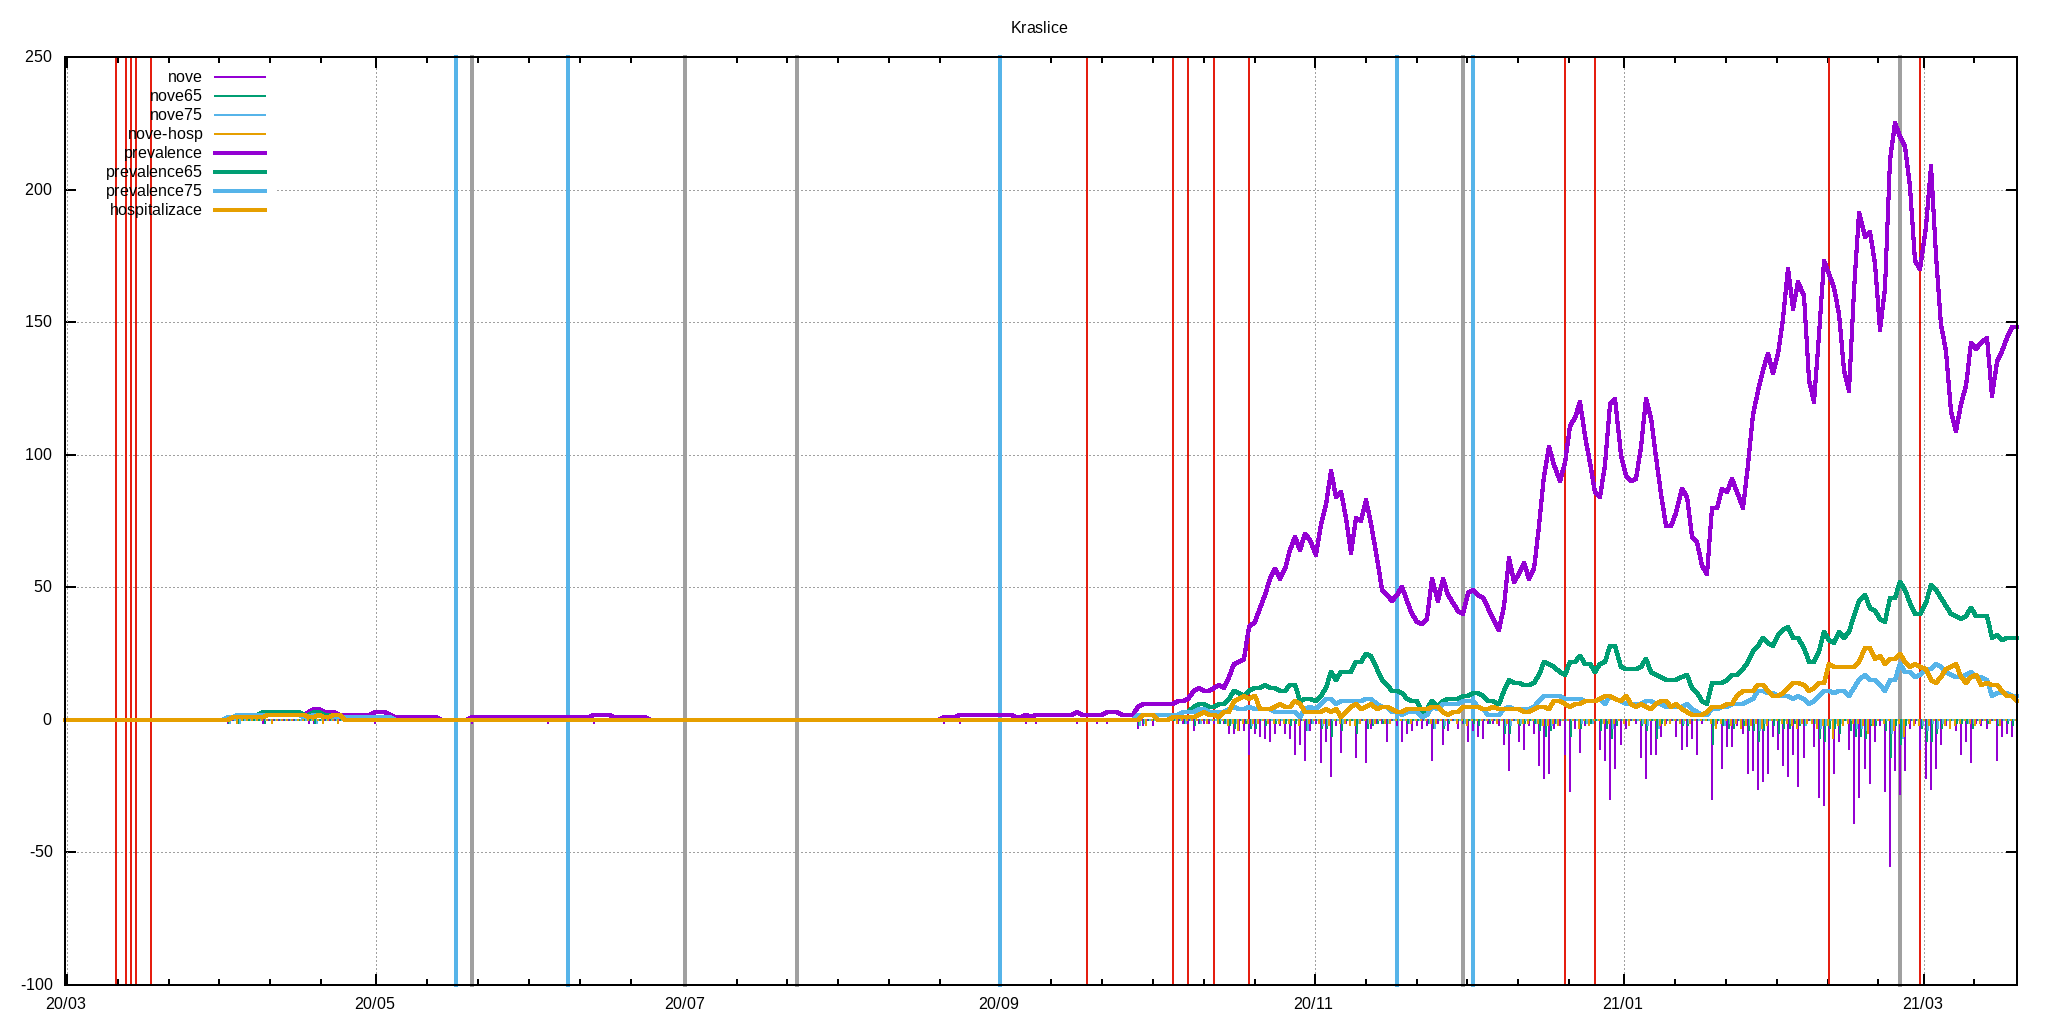 Kraslice
250
200
150
100
50
0
-50
-100
nove
nove65
nove75
nove-hosp
prevalence
prevalence65
prevalence75
hospitalizace
20/03 20/05 20/07 20/09 20/11 21/01 21/03